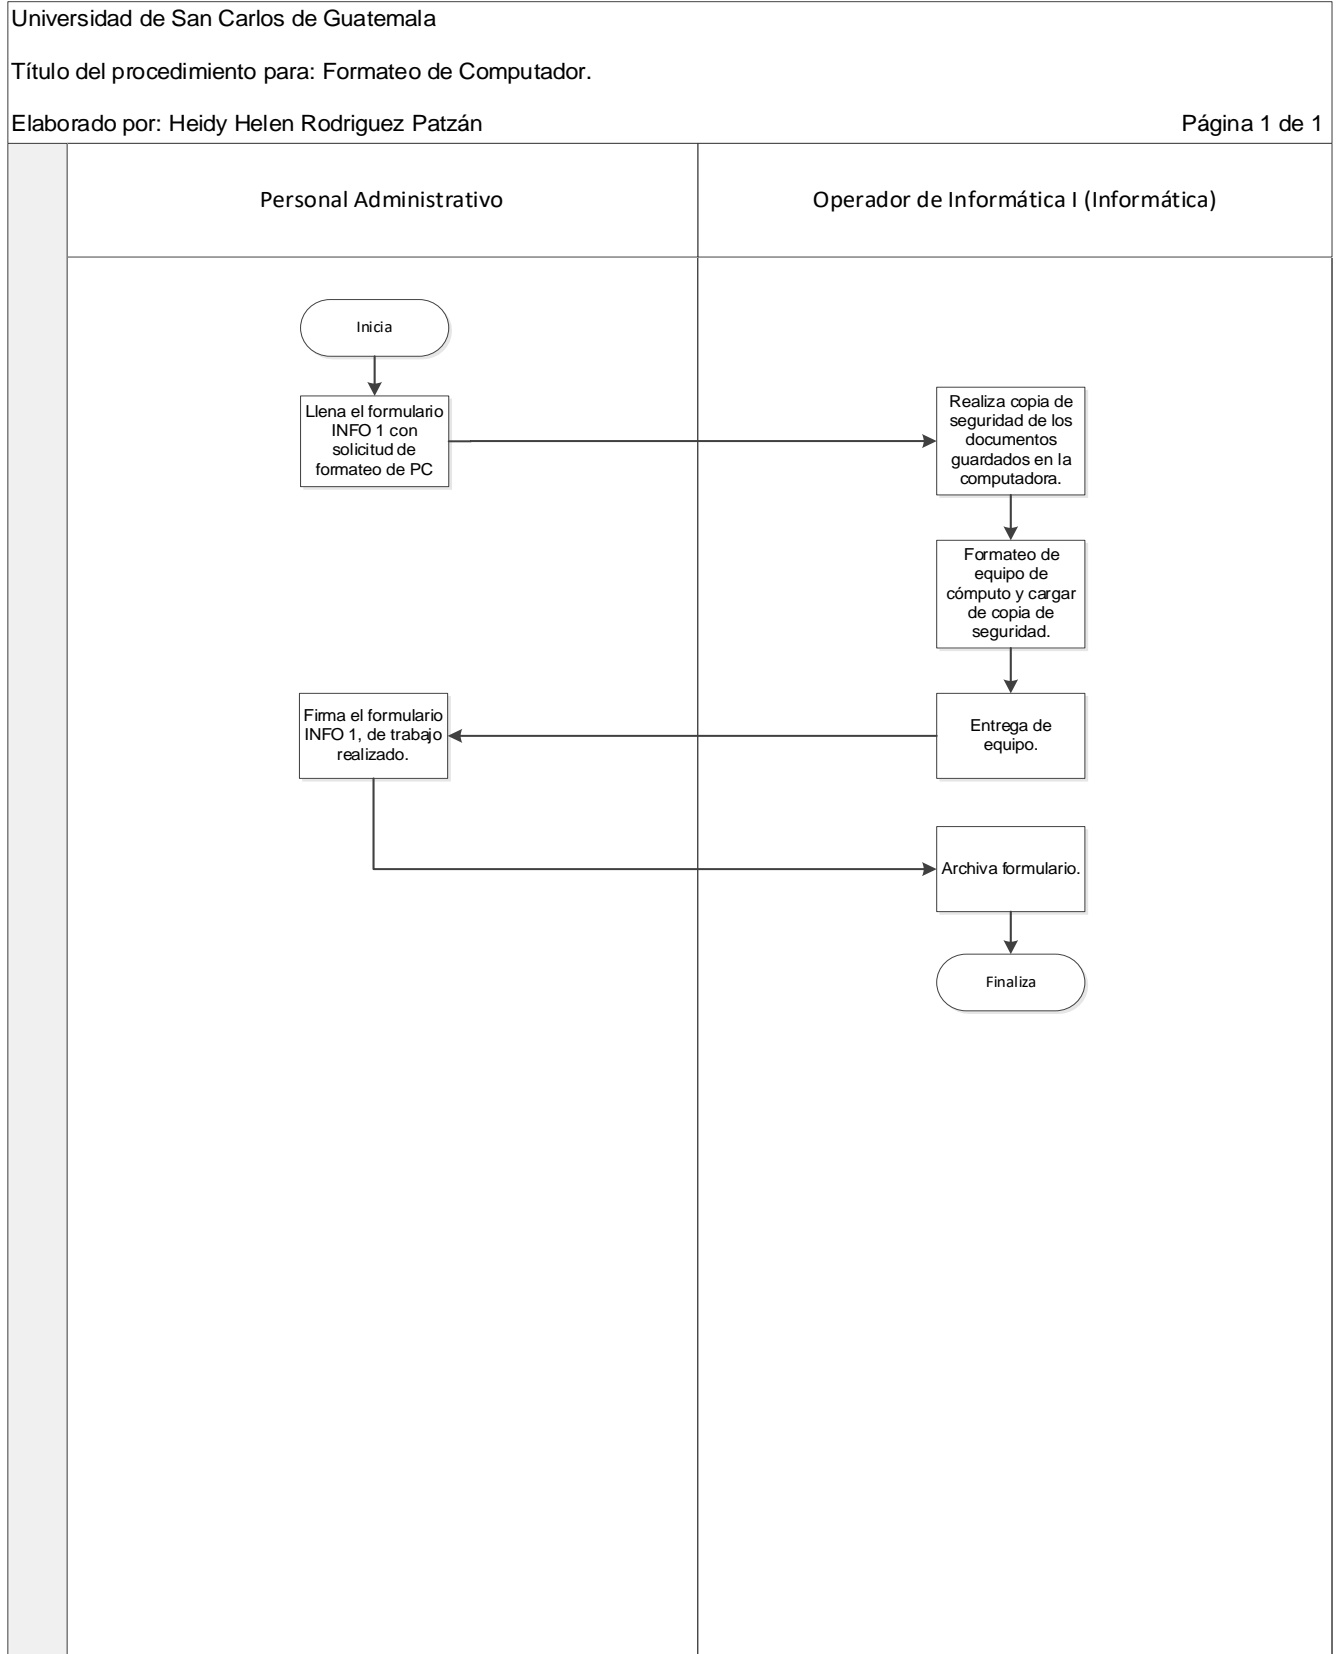 Universidad de San Carlos de Guatemala
Título del procedimiento para: Formateo de Computador.
Elaborado por: Heidy Helen Rodriguez Patzán
Página 1 de 1
Personal Administrativo
Operador de Informática I (Informática)
Inicia
Llena el formulario
INFO 1 con
solicitud de
formateo de PC
Realiza copia de
seguridad de los
documentos
guardados en la
computadora.
Formateo de
equipo de
cómputo y cargar
de copia de
seguridad.
Entrega de
equipo.
Firma el formulario
INFO 1, de trabajo
realizado.
Archiva formulario.
Finaliza